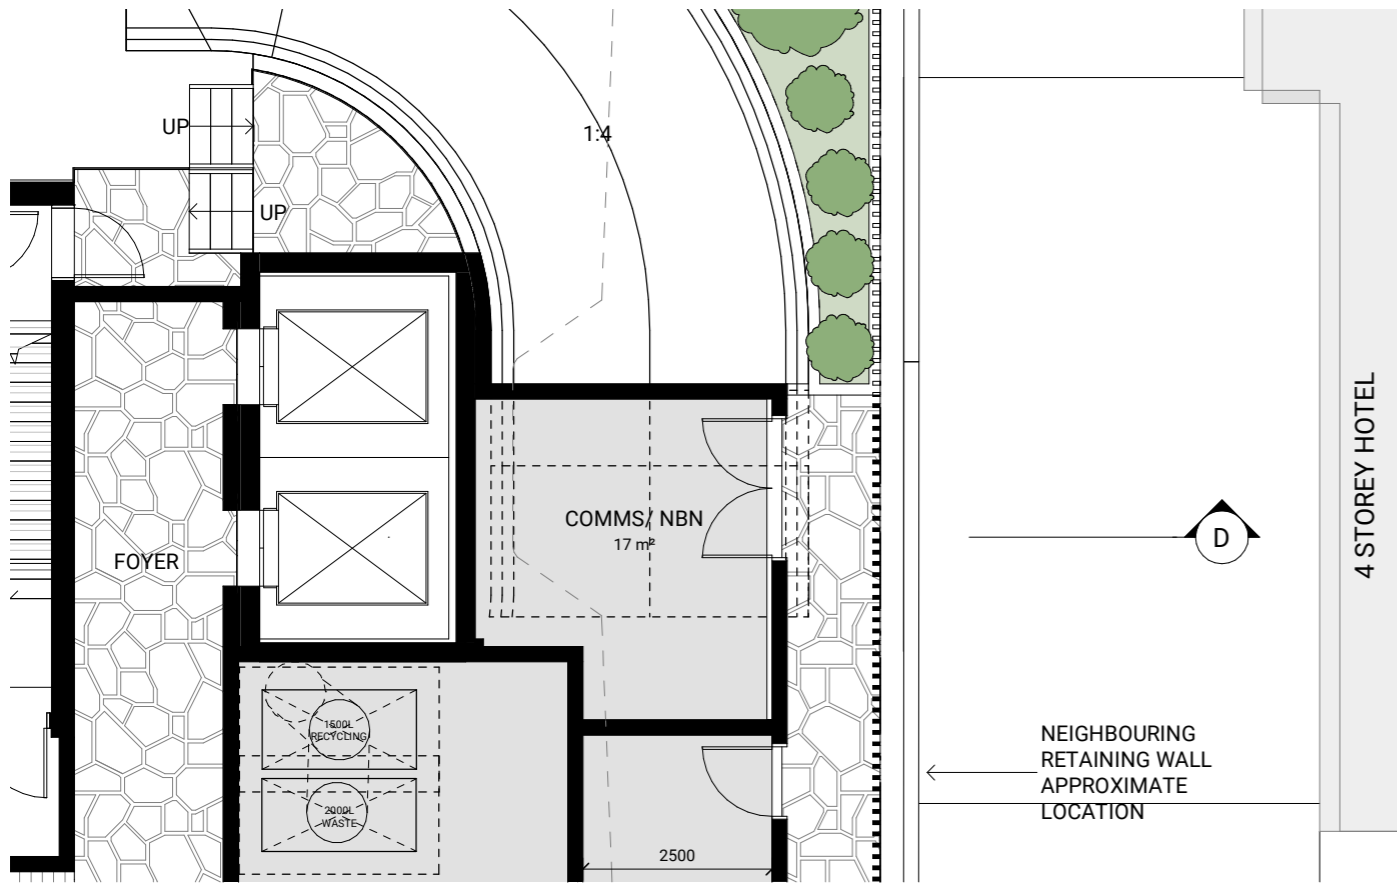 UP
1:4
UP
4 STOREY HOTEL
COMMS/ NBN
17 m²
D
FOYER
1500L
RECYCLING
NEIGHBOURING
RETAINING WALL
APPROXIMATE
LOCATION
2000L
WASTE
2500